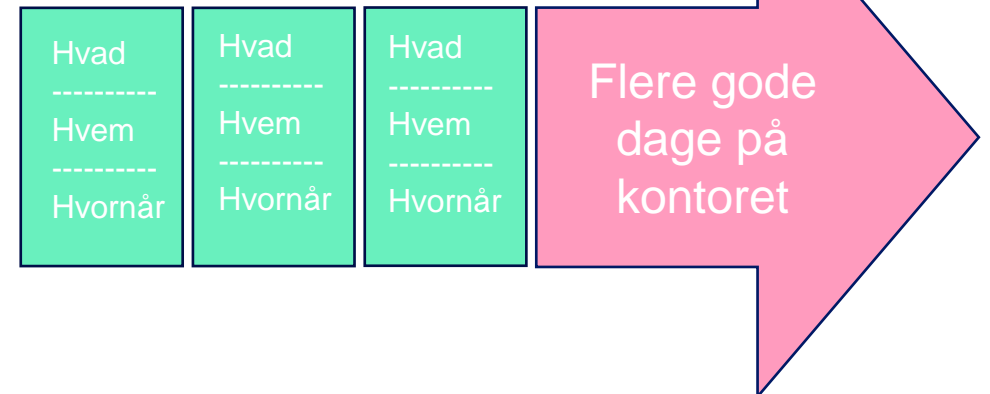 Hvad
----------
Hvem
----------
Hvornår
Hvad
----------
Hvem
----------
Hvornår
Hvad
----------
Hvem
----------
Hvornår
Flere gode
dage på
kontoret